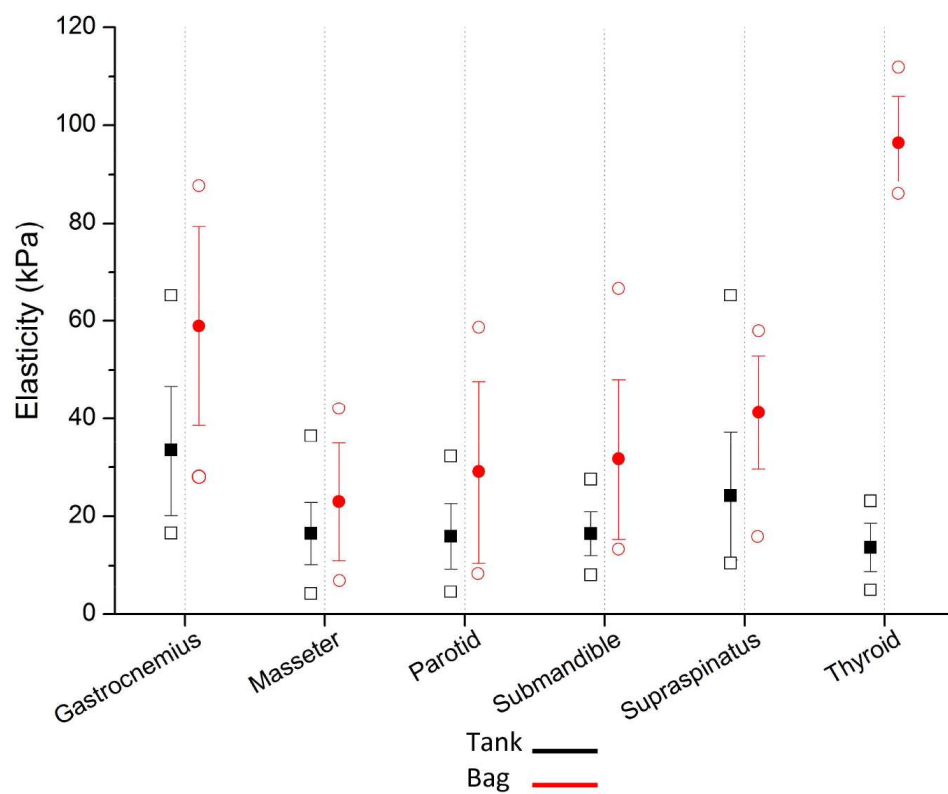 Elasticity (kPa)
120
100
80
60
40
20
0
Gastrocnemius
Masseter
Parotid
Submandible
Supraspinatus
Thyroid
Tank
Bag